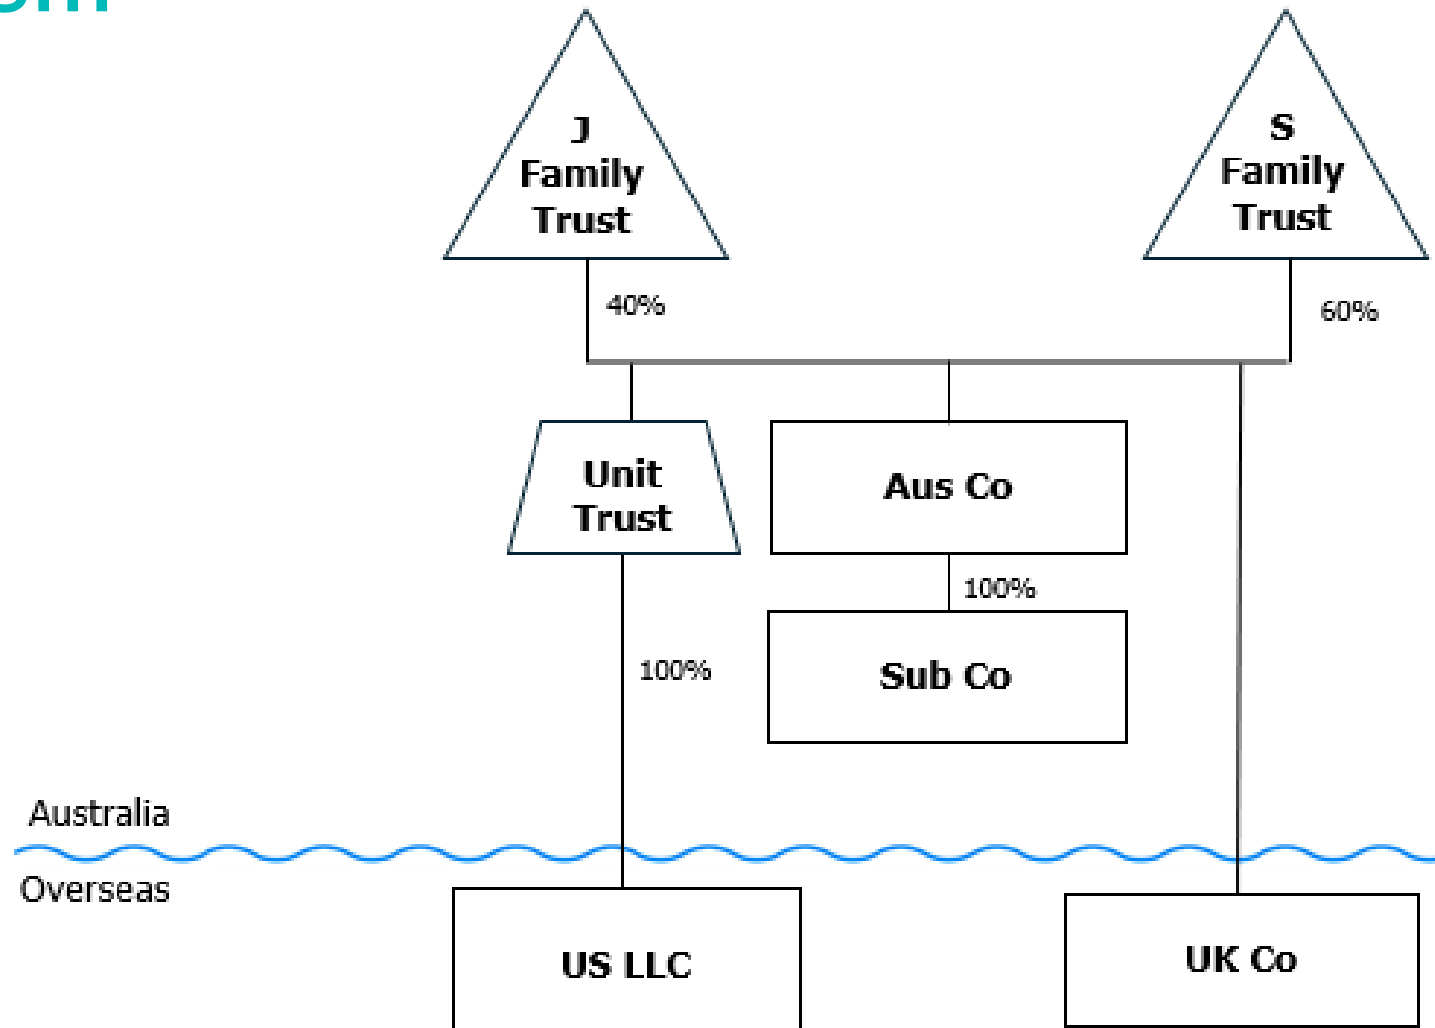 J
Family
Trust
S
Family
Trust
40%
60%
Unit
Trust
Aus Co
100%
100%
Sub Co
Australia
Overseas
US LLC
UK Co